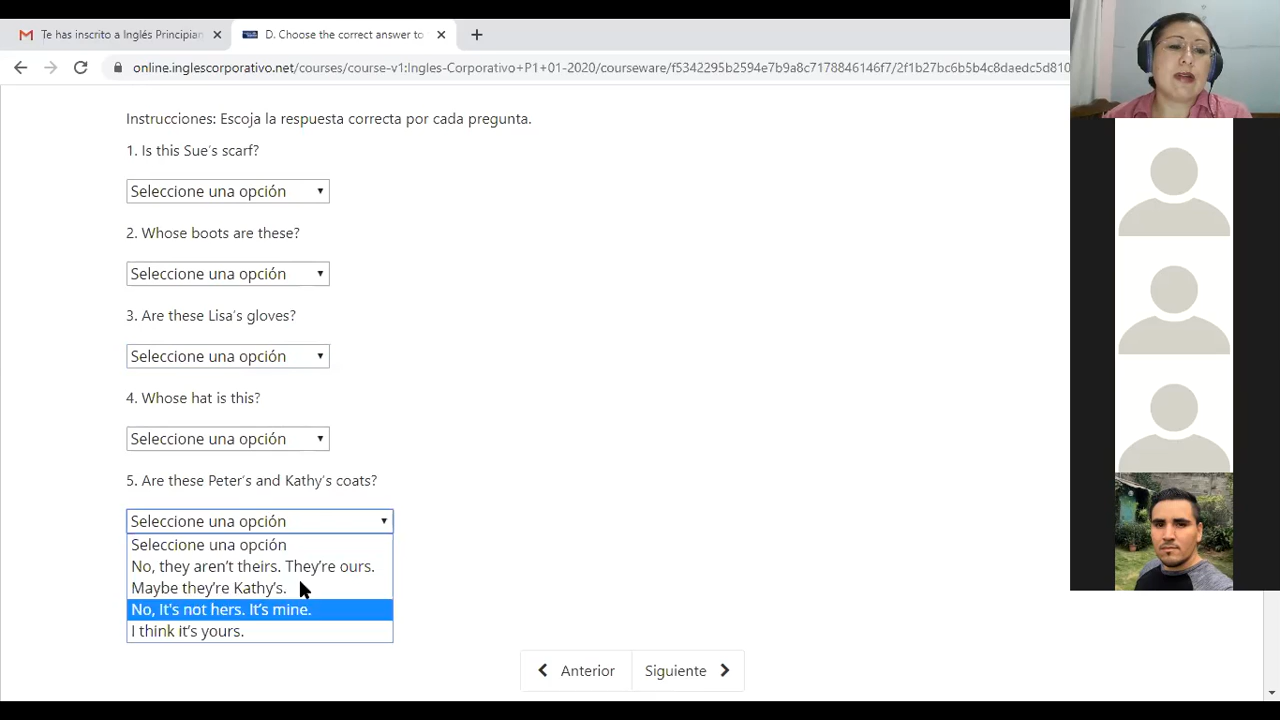 Te has inscrito a Inglés Principian
D. Choose the correct answer to
online.inglescorporativo.net/courses/course-v1:Ingles-Corporativo+P1+01-2020/courseware/f5342295b2594e7b9a8c7178846146f7/2f1b27bc6b5b4c8daedc5d810
Instrucciones: Escoja la respuesta correcta por cada pregunta.
1. Is this Sue's scarf?
Seleccione una opción
2. Whose boots are these?
Seleccione una opción
3. Are these Lisa's gloves?
Seleccione una opción
4. Whose hat is this?
Seleccione una opción
5. Are these Peter's and Kathy's coats?
Seleccione una opción
Seleccione una opción
No, they aren't theirs. They're ours.
Maybe they're Kathy's.
No, It's not hers. It's mine.
I think it's yours.
Anterior
Siguiente